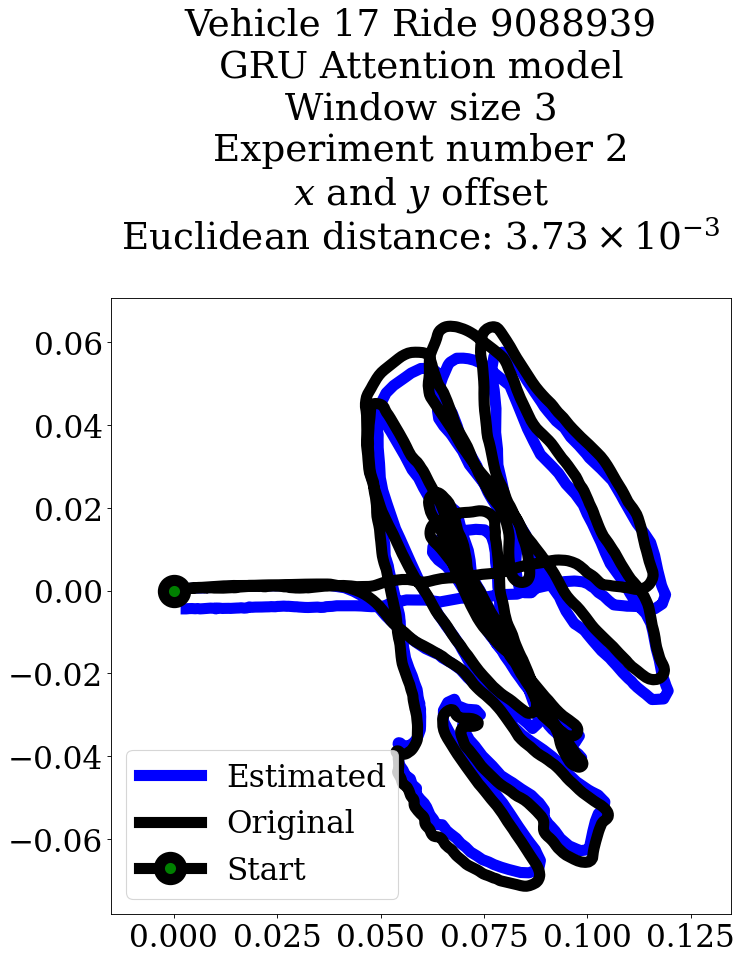 Vehicle 17 Ride 9088939
GRU Attention model
Window size 3
Experiment number 2
x and y offset
Euclidean distance: 3.73 × 10⁻³
0.06
0.04
0.02
0.00
−0.02
−0.04
−0.06
Estimated
Original
Start
0.000 0.025 0.050 0.075 0.100 0.125